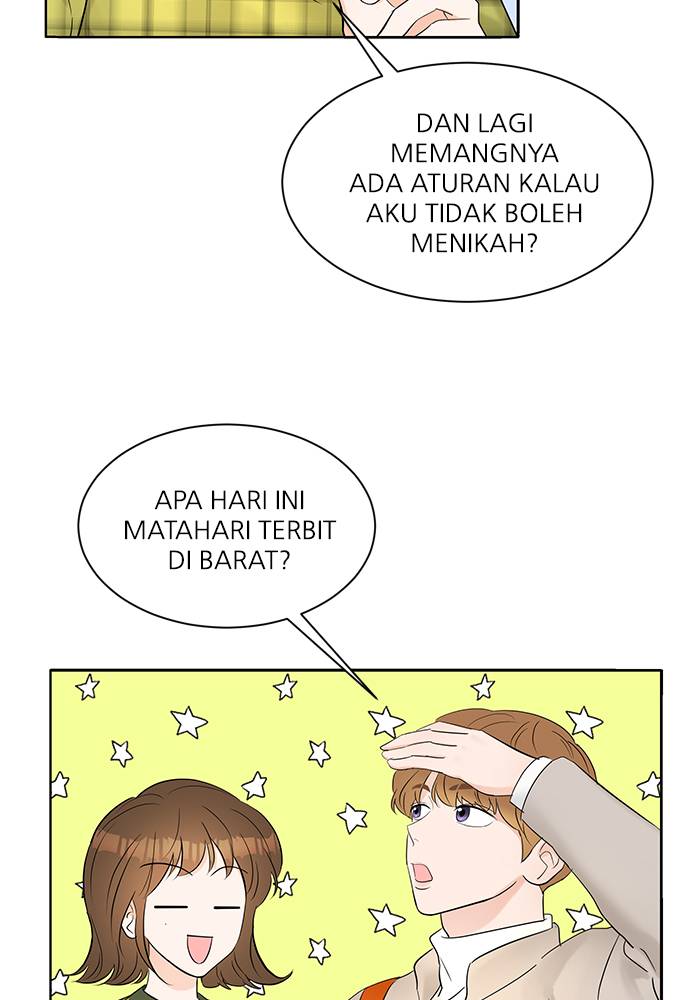 DAN LAGI
MEMANGNYA
ADA ATURAN KALAU
AKU TIDAK BOLEH
MENIKAH?
APA HARI INI
MATAHARI TERBIT
DI BARAT?